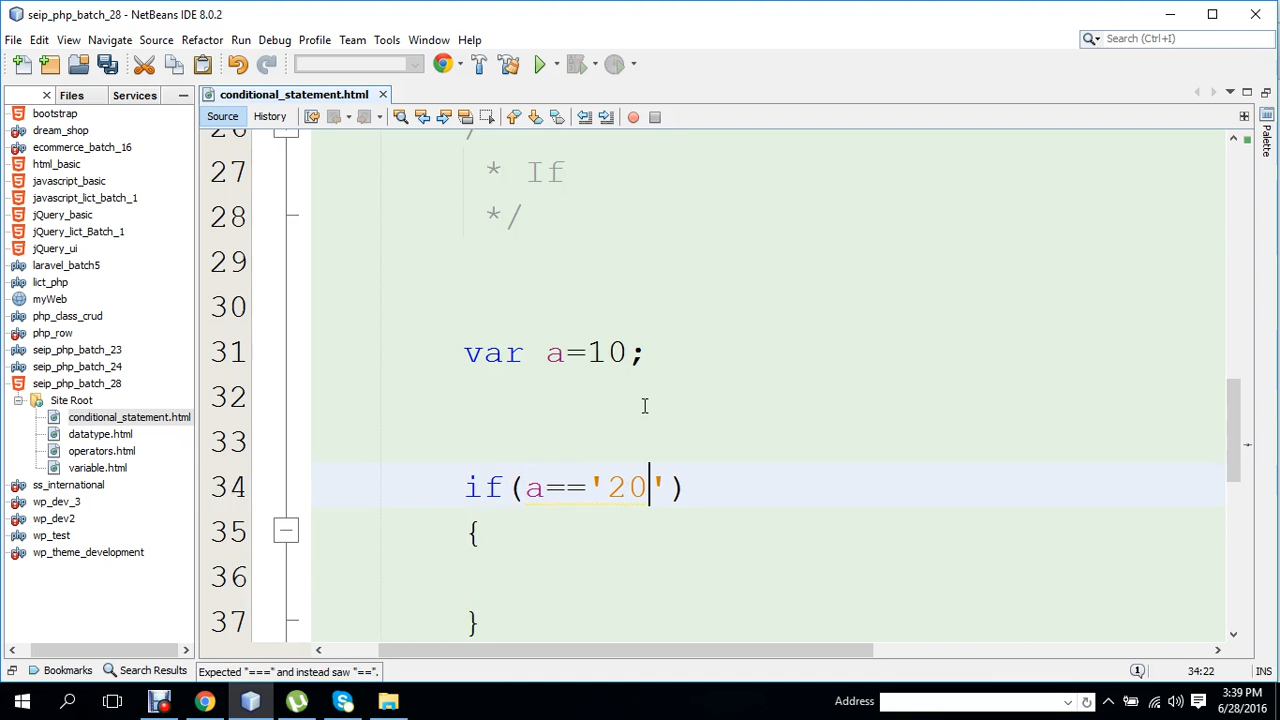 seip_php_batch_28 - NetBeans IDE 8.0.2
File Edit View Navigate Source Refactor Run Debug Profile Team Tools Window Help
Search (Ctrl+I)
Files Services
conditional_statement.html
Source History
bootstrap
dream_shop
ecommerce_batch_16
html_basic
javascript_basic
javascript_lict_batch_1
jQuery_basic
jQuery_lict_Batch_1
jQuery_ui
laravel_batch5
lict_php
myWeb
php_class_crud
php_row
seip_php_batch_23
seip_php_batch_24
seip_php_batch_28
Site Root
conditional_statement.html
datatype.html
operators.html
variable.html
ss_international
wp_dev_3
wp_dev2
wp_test
wp_theme_development
26
27 * If
28 */
29
30
31 var a=10;
32
33
34 if(a=='20')
35 {
36
37 }
Palette
Bookmarks Search Results Expected "===" and instead saw "==". 1 34:22 INS
Address
3:39 PM
6/28/2016